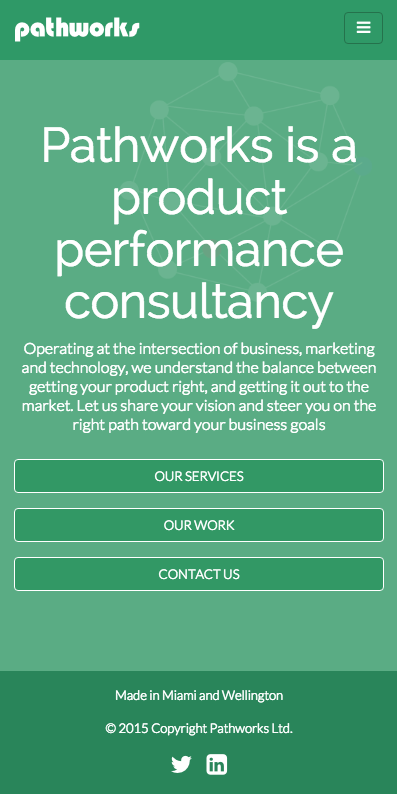 pathworks
Pathworks is a
product
performance
consultancy
Operating at the intersection of business, marketing
and technology, we understand the balance between
getting your product right, and getting it out to the
market. Let us share your vision and steer you on the
right path toward your business goals
OUR SERVICES
OUR WORK
CONTACT US
Made in Miami and Wellington
© 2015 Copyright Pathworks Ltd.
in